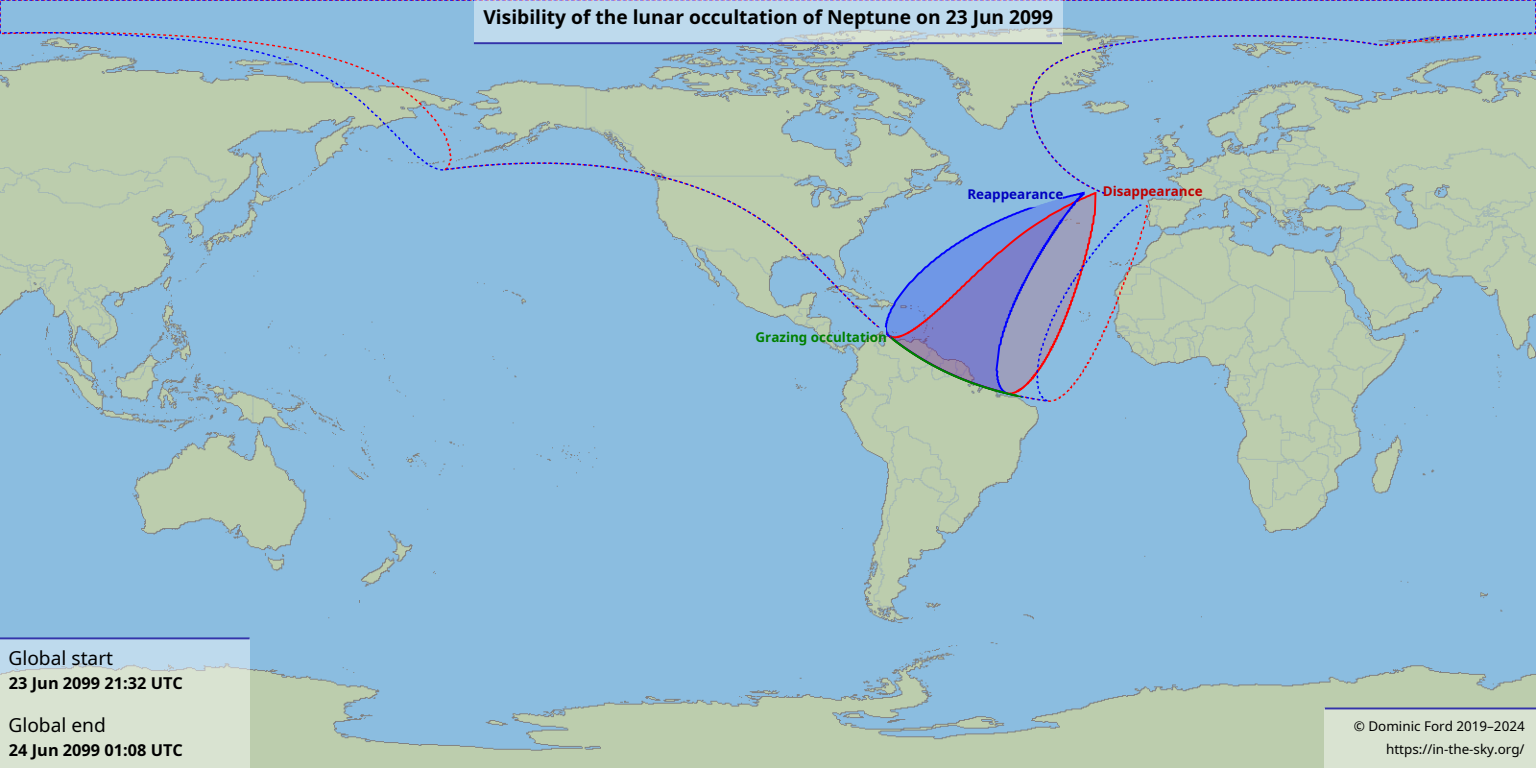 Visibility of the lunar occultation of Neptune on 23 Jun 2099
Reappearance
Disappearance
Grazing occultation
Global start
23 Jun 2099 21:32 UTC
Global end
24 Jun 2099 01:08 UTC
© Dominic Ford 2019–2024
https://in-the-sky.org/